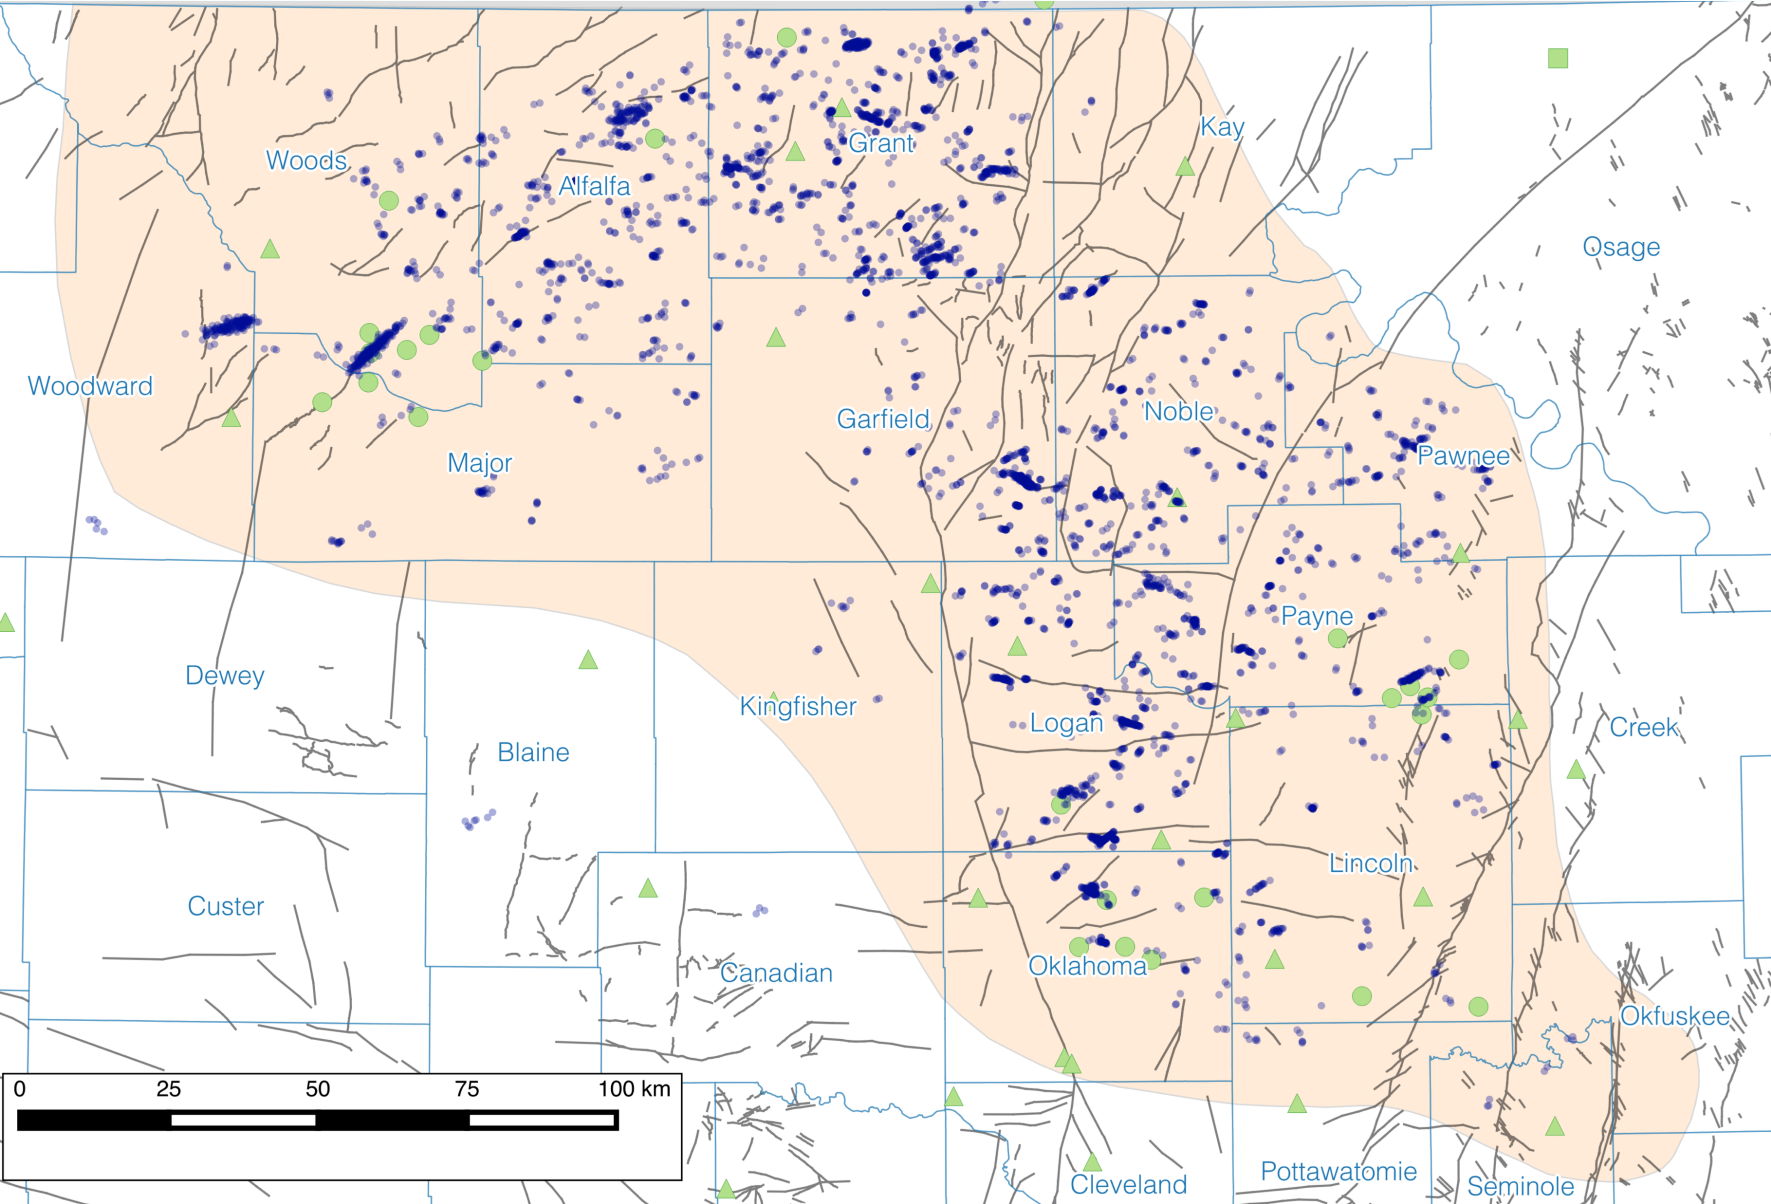 Kay
Woods
Grant
Alfalfa
Osage
Woodward
Garfield
Noble
Major
Pawnee
Payne
Dewey
Kingfisher
Logan
Creek
Blaine
Lincoln
Custer
Oklahoma
Canadian
Okfuskee
0 25 50 75 100 km
Pottawatomie
Cleveland
Seminole